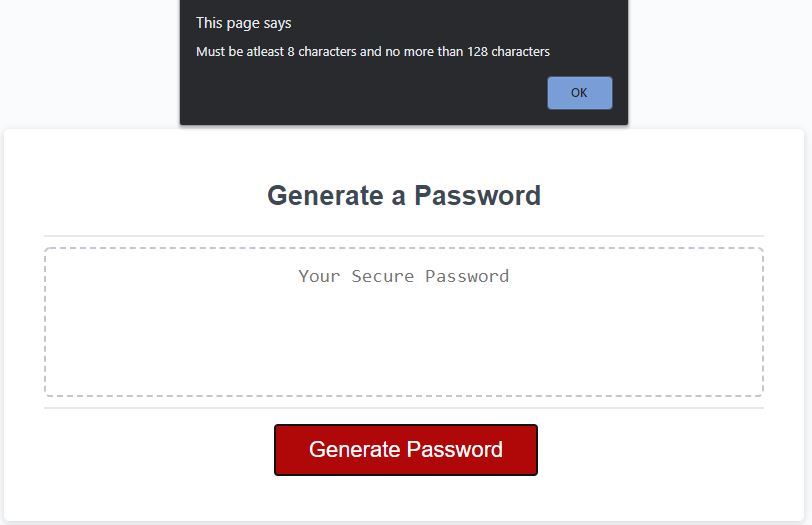 This page says
Must be atleast 8 characters and no more than 128 characters
OK
Generate a Password
Your Secure Password
Generate Password